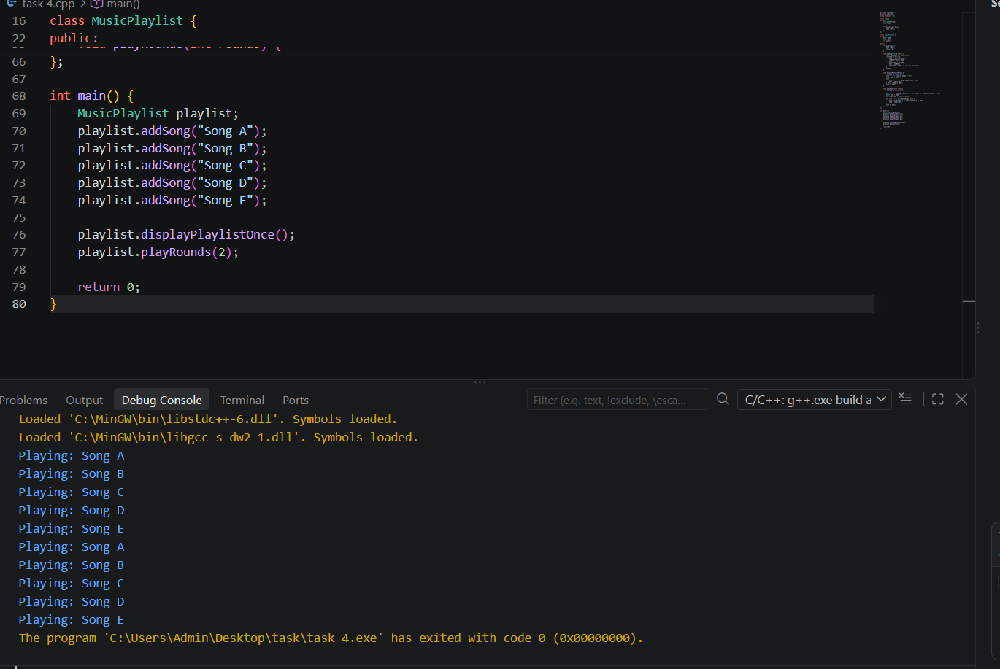 task 4.cpp > main()
16 class MusicPlaylist {
22 public:
66 };
67
68 int main() {
69 MusicPlaylist playlist;
70 playlist.addSong("Song A");
71 playlist.addSong("Song B");
72 playlist.addSong("Song C");
73 playlist.addSong("Song D");
74 playlist.addSong("Song E");
75
76 playlist.displayPlaylistOnce();
77 playlist.playRounds(2);
78
79 return 0;
80 }
Problems Output Debug Console Terminal Ports Filter (e.g. text, !exclude, \esca... C/C++: g++.exe build a
Loaded 'C:\MinGW\bin\libstdc++-6.dll'. Symbols loaded.
Loaded 'C:\MinGW\bin\libgcc_s_dw2-1.dll'. Symbols loaded.
Playing: Song A
Playing: Song B
Playing: Song C
Playing: Song D
Playing: Song E
Playing: Song A
Playing: Song B
Playing: Song C
Playing: Song D
Playing: Song E
The program 'C:\Users\Admin\Desktop\task\task 4.exe' has exited with code 0 (0x00000000).